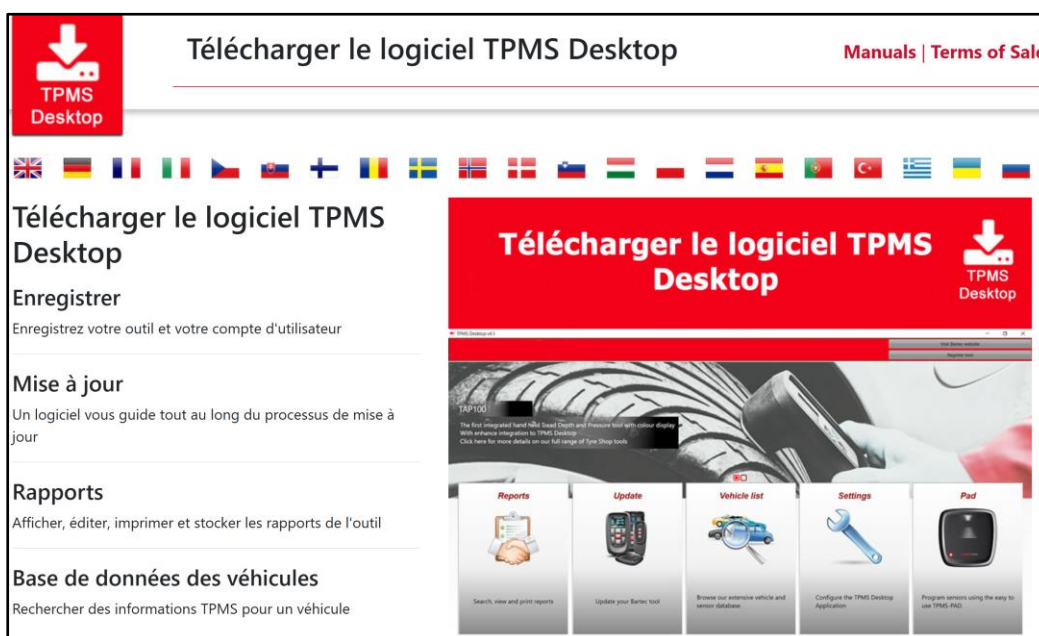 TPMS
Desktop
Télécharger le logiciel TPMS Desktop
Manuals | Terms of Sale
Télécharger le logiciel TPMS
Desktop
Enregistrer
Enregistrez votre outil et votre compte d'utilisateur
Mise à jour
Un logiciel vous guide tout au long du processus de mise à
jour
Rapports
Afficher, éditer, imprimer et stocker les rapports de l'outil
Base de données des véhicules
Rechercher des informations TPMS pour un véhicule
Télécharger le logiciel TPMS
Desktop
TPMS
Desktop
TPMS Desktop
Visit Bartec website
Register tool
TAP100
The first integrated hand held Tread Depth and Pressure tool with colour display
With enhance integration to TPMS Desktop
Click here for more details on our full range of Tyre Shop tools
Reports
Search, view and print reports
Update
Update your Bartec tool
Vehicle list
Browse our extensive vehicle and
sensor database.
Settings
Configure the TPMS Desktop
Application
Pad
Program sensors using the easy to
use TPMS-PAD.